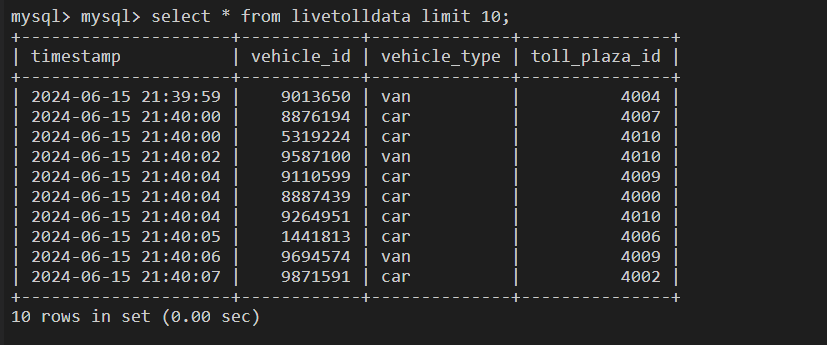 mysql> mysql> select * from livetolldata limit 10;
+---------------------+------------+--------------+---------------+
| timestamp           | vehicle_id | vehicle_type | toll_plaza_id |
+---------------------+------------+--------------+---------------+
| 2024-06-15 21:39:59 |    9013650 | van          |          4004 |
| 2024-06-15 21:40:00 |    8876194 | car          |          4007 |
| 2024-06-15 21:40:00 |    5319224 | car          |          4010 |
| 2024-06-15 21:40:02 |    9587100 | van          |          4010 |
| 2024-06-15 21:40:04 |    9110599 | car          |          4009 |
| 2024-06-15 21:40:04 |    8887439 | car          |          4000 |
| 2024-06-15 21:40:04 |    9264951 | car          |          4010 |
| 2024-06-15 21:40:05 |    1441813 | car          |          4006 |
| 2024-06-15 21:40:06 |    9694574 | van          |          4009 |
| 2024-06-15 21:40:07 |    9871591 | car          |          4002 |
+---------------------+------------+--------------+---------------+
10 rows in set (0.00 sec)